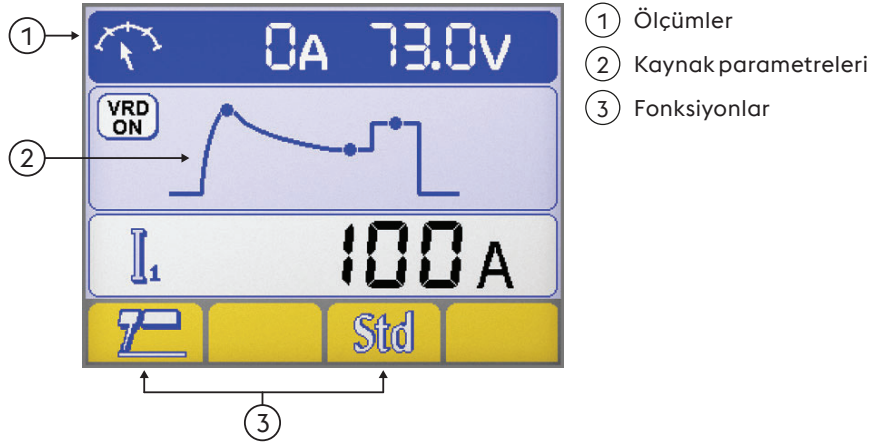 1
0A 73.0V
VRD
ON
2
I1
100A
Std
3
1 Ölçümler
2 Kaynak parametreleri
3 Fonksiyonlar